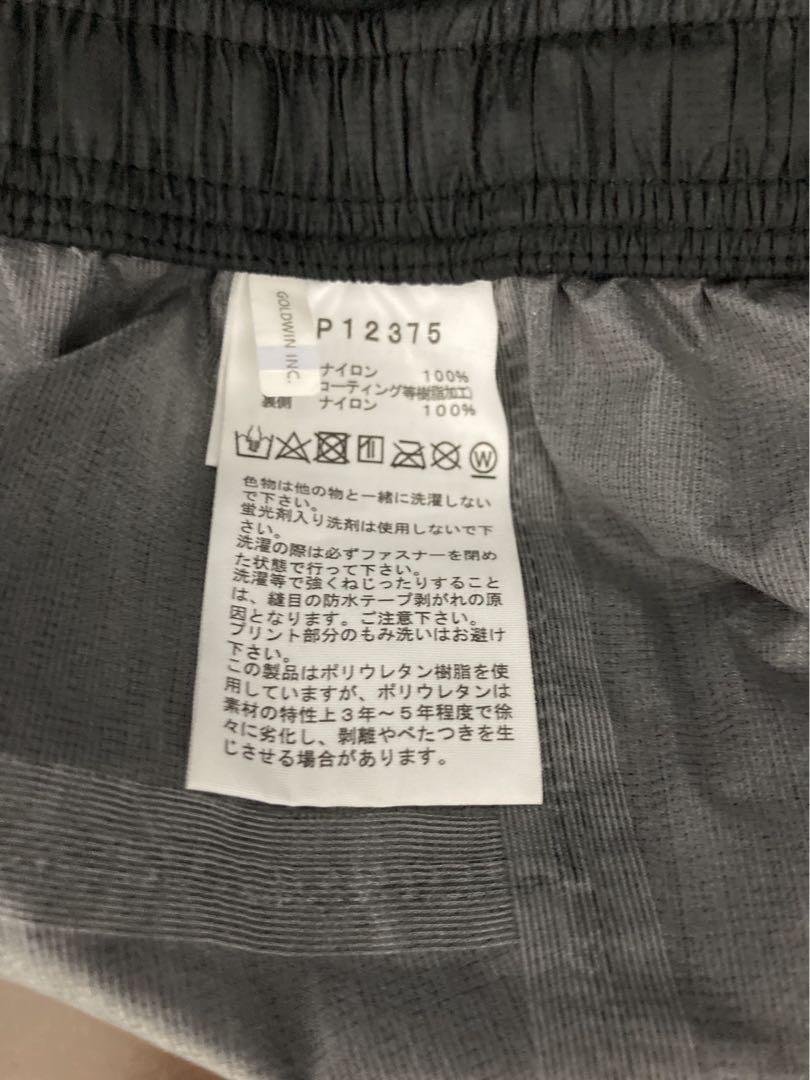 GOLDWIN INC.
P12375
ナイロン 100%
コーティング等樹脂加工)
裏側 ナイロン 100%
W
色物は他の物と一緒に洗濯しない
で下さい。
蛍光剤入り洗剤は使用しないで下
さい。
洗濯の際は必ずファスナーを閉め
た状態で行って下さい。
洗濯等で強くねじったりすること
は、縫目の防水テープ剥がれの原
因となります。ご注意下さい。
プリント部分のもみ洗いはお避け
下さい。
この製品はポリウレタン樹脂を使
用していますが、ポリウレタンは
素材の特性上3年～5年程度で徐
々に劣化し、剥離やべたつきを生
じさせる場合があります。